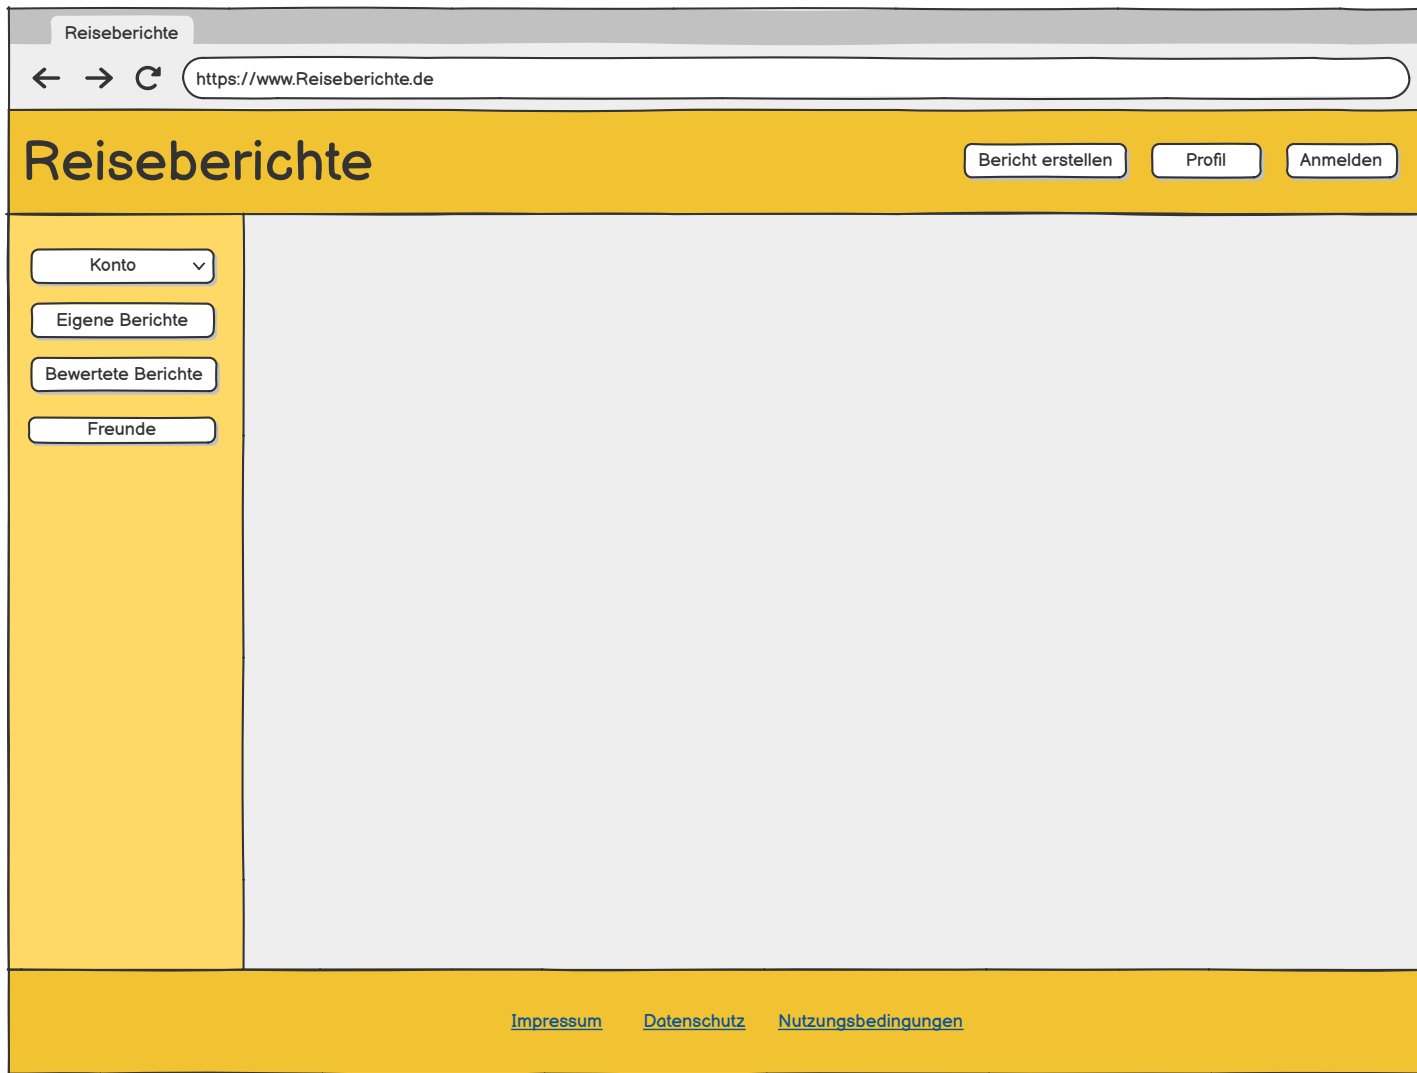 Reiseberichte
https://www.Reiseberichte.de
Reiseberichte
Bericht erstellen
Profil
Anmelden
Konto
Eigene Berichte
Bewertete Berichte
Freunde
Impressum
Datenschutz
Nutzungsbedingungen